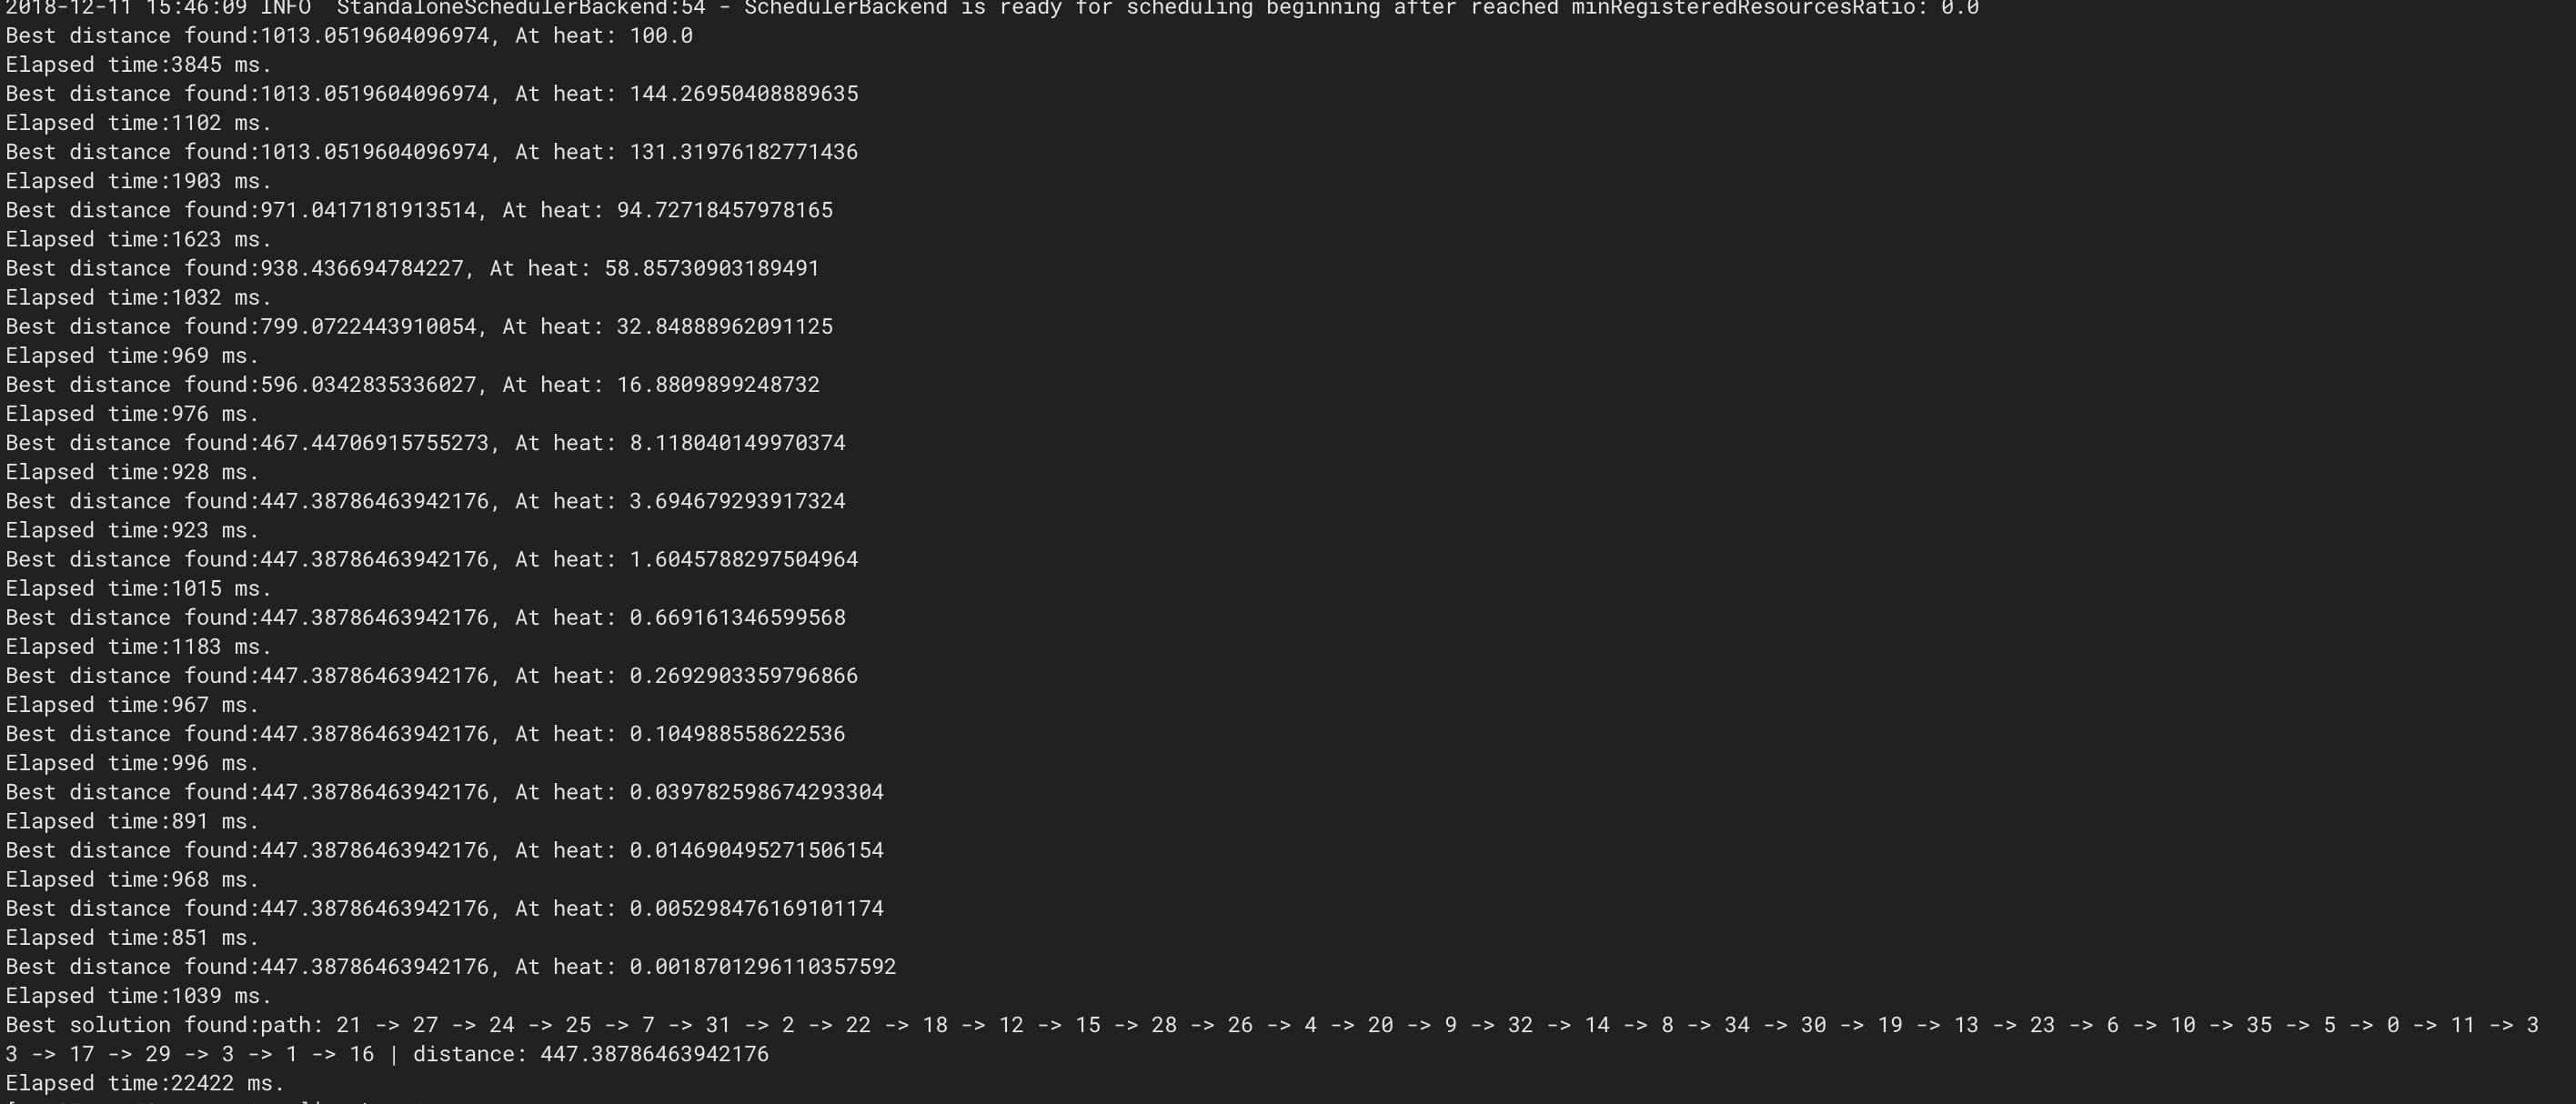 2018-12-11 15:46:09 INFO  StandaloneSchedulerBackend:54 - SchedulerBackend is ready for scheduling beginning after reached minRegisteredResourcesRatio: 0.0
Best distance found:1013.0519604096974, At heat: 100.0
Elapsed time:3845 ms.
Best distance found:1013.0519604096974, At heat: 144.26950408889635
Elapsed time:1102 ms.
Best distance found:1013.0519604096974, At heat: 131.31976182771436
Elapsed time:1903 ms.
Best distance found:971.0417181913514, At heat: 94.72718457978165
Elapsed time:1623 ms.
Best distance found:938.436694784227, At heat: 58.85730903189491
Elapsed time:1032 ms.
Best distance found:799.0722443910054, At heat: 32.84888962091125
Elapsed time:969 ms.
Best distance found:596.0342835336027, At heat: 16.8809899248732
Elapsed time:976 ms.
Best distance found:467.44706915755273, At heat: 8.118040149970374
Elapsed time:928 ms.
Best distance found:447.38786463942176, At heat: 3.694679293917324
Elapsed time:923 ms.
Best distance found:447.38786463942176, At heat: 1.6045788297504964
Elapsed time:1015 ms.
Best distance found:447.38786463942176, At heat: 0.669161346599568
Elapsed time:1183 ms.
Best distance found:447.38786463942176, At heat: 0.2692903359796866
Elapsed time:967 ms.
Best distance found:447.38786463942176, At heat: 0.104988558622536
Elapsed time:996 ms.
Best distance found:447.38786463942176, At heat: 0.039782598674293304
Elapsed time:891 ms.
Best distance found:447.38786463942176, At heat: 0.014690495271506154
Elapsed time:968 ms.
Best distance found:447.38786463942176, At heat: 0.005298476169101174
Elapsed time:851 ms.
Best distance found:447.38786463942176, At heat: 0.0018701296110357592
Elapsed time:1039 ms.
Best solution found:path: 21 -> 27 -> 24 -> 25 -> 7 -> 31 -> 2 -> 22 -> 18 -> 12 -> 15 -> 28 -> 26 -> 4 -> 20 -> 9 -> 32 -> 14 -> 8 -> 34 -> 30 -> 19 -> 13 -> 23 -> 6 -> 10 -> 35 -> 5 -> 0 -> 11 -> 3
3 -> 17 -> 29 -> 3 -> 1 -> 16 | distance: 447.38786463942176
Elapsed time:22422 ms.